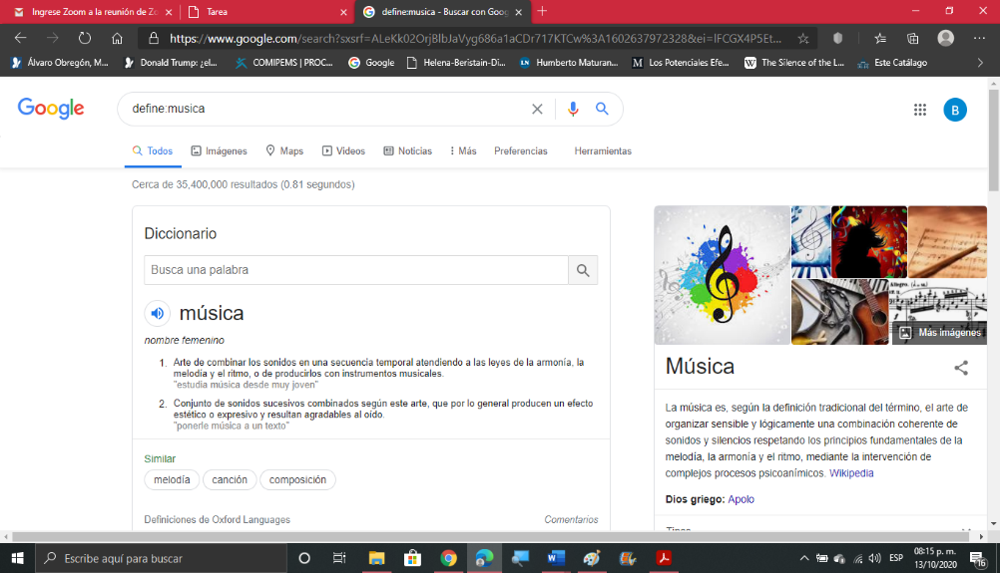 Ingrese Zoom a la reunión de Zo
Tarea
define:musica - Buscar con Goog
https://www.google.com/search?sxsrf=ALeKk02OrjBlbJaVyg686a1aCDr717KTCw%3A1602637972328&ei=lFCGX4P5Et...
Álvaro Obregón, M...
Donald Trump: ¿el...
COMIPEMS | PROC...
Google
Helena-Beristain-Di...
Humberto Maturan...
Los Potenciales Efe...
The Silence of the L...
Este Catálago
Google
define:musica
B
Todos
Imágenes
Maps
Videos
Noticias
Más
Preferencias
Herramientas
Cerca de 35,400,000 resultados (0.81 segundos)
Diccionario
Busca una palabra
música
nombre femenino
1. Arte de combinar los sonidos en una secuencia temporal atendiendo a las leyes de la armonía, la
melodía y el ritmo, o de producirlos con instrumentos musicales.
"estudia música desde muy joven"
2. Conjunto de sonidos sucesivos combinados según este arte, que por lo general producen un efecto
estético o expresivo y resultan agradables al oído.
"ponerle música a un texto"
Similar
melodía
canción
composición
Definiciones de Oxford Languages
Comentarios
Allegro.
Más imágenes
Música
La música es, según la definición tradicional del término, el arte de
organizar sensible y lógicamente una combinación coherente de
sonidos y silencios respetando los principios fundamentales de la
melodía, la armonía y el ritmo, mediante la intervención de
complejos procesos psicoanímicos. Wikipedia
Dios griego: Apolo
Escribe aquí para buscar
ESP
08:15 p. m.
13/10/2020
16